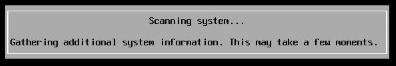 Scanning system...
Gathering additional system information. This may take a few moments.